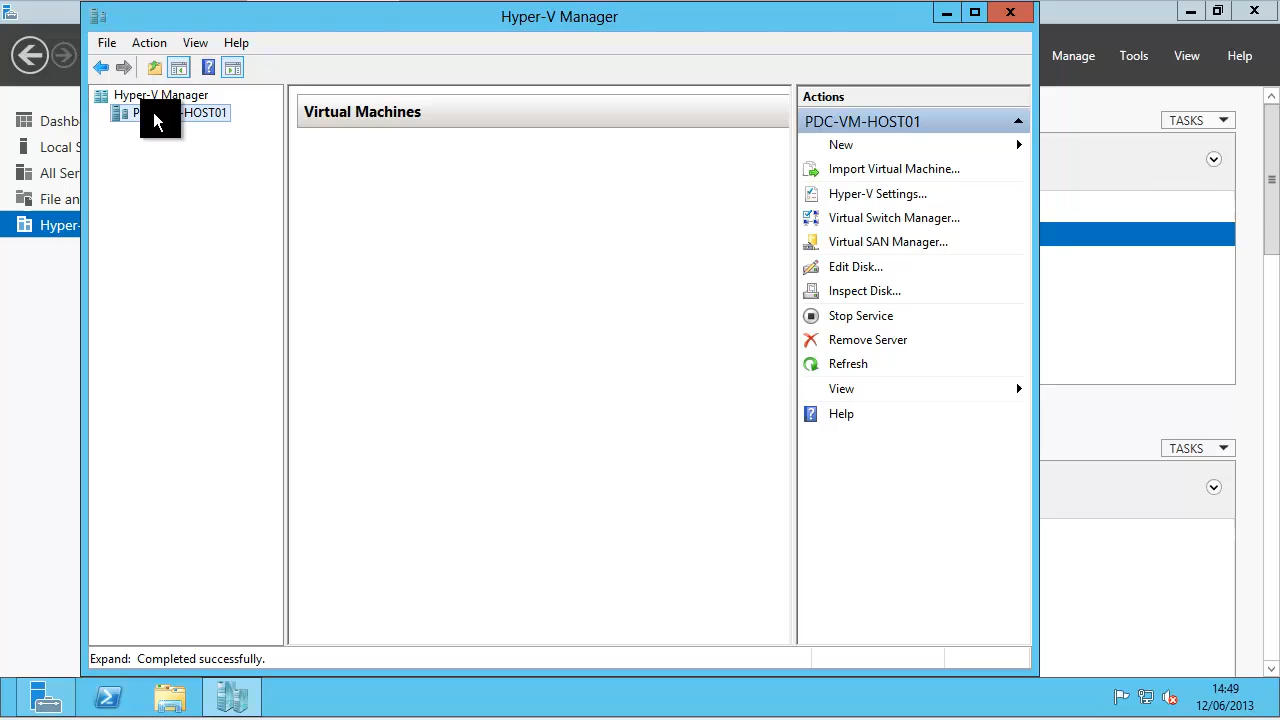 Hyper-V Manager
File Action View Help
Manage Tools View Help
Hyper-V Manager
HOST01
Virtual Machines
Actions
PDC-VM-HOST01
New
Import Virtual Machine...
Hyper-V Settings...
Virtual Switch Manager...
Virtual SAN Manager...
Edit Disk...
Inspect Disk...
Stop Service
Remove Server
Refresh
View
Help
Dashb
Local S
All Ser
File an
Hyper-
TASKS
TASKS
Expand: Completed successfully.
14:49
12/06/2013